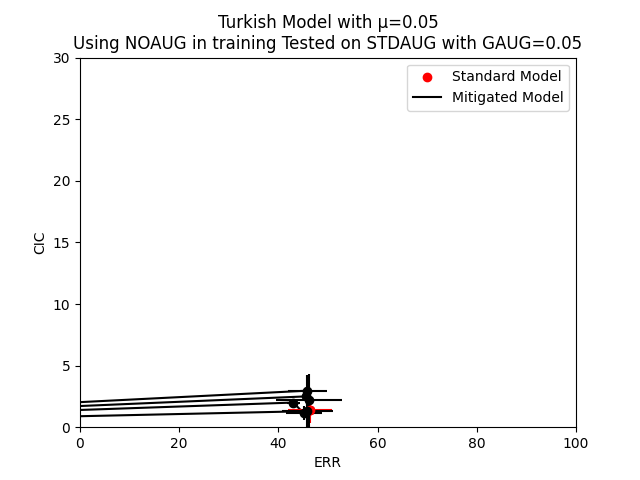 Turkish Model with μ=0.05
Using NOAUG in training Tested on STDAUG with GAUG=0.05
Standard Model
Mitigated Model
30
25
20
15
10
5
0
CIC
0 20 40 60 80 100
ERR